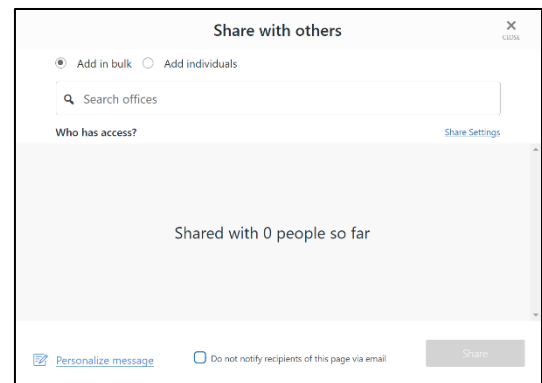 Share with others
CLOSE
Add in bulk Add individuals
Search offices
Who has access? Share Settings
Shared with 0 people so far
Personalize message Do not notify recipients of this page via email Share